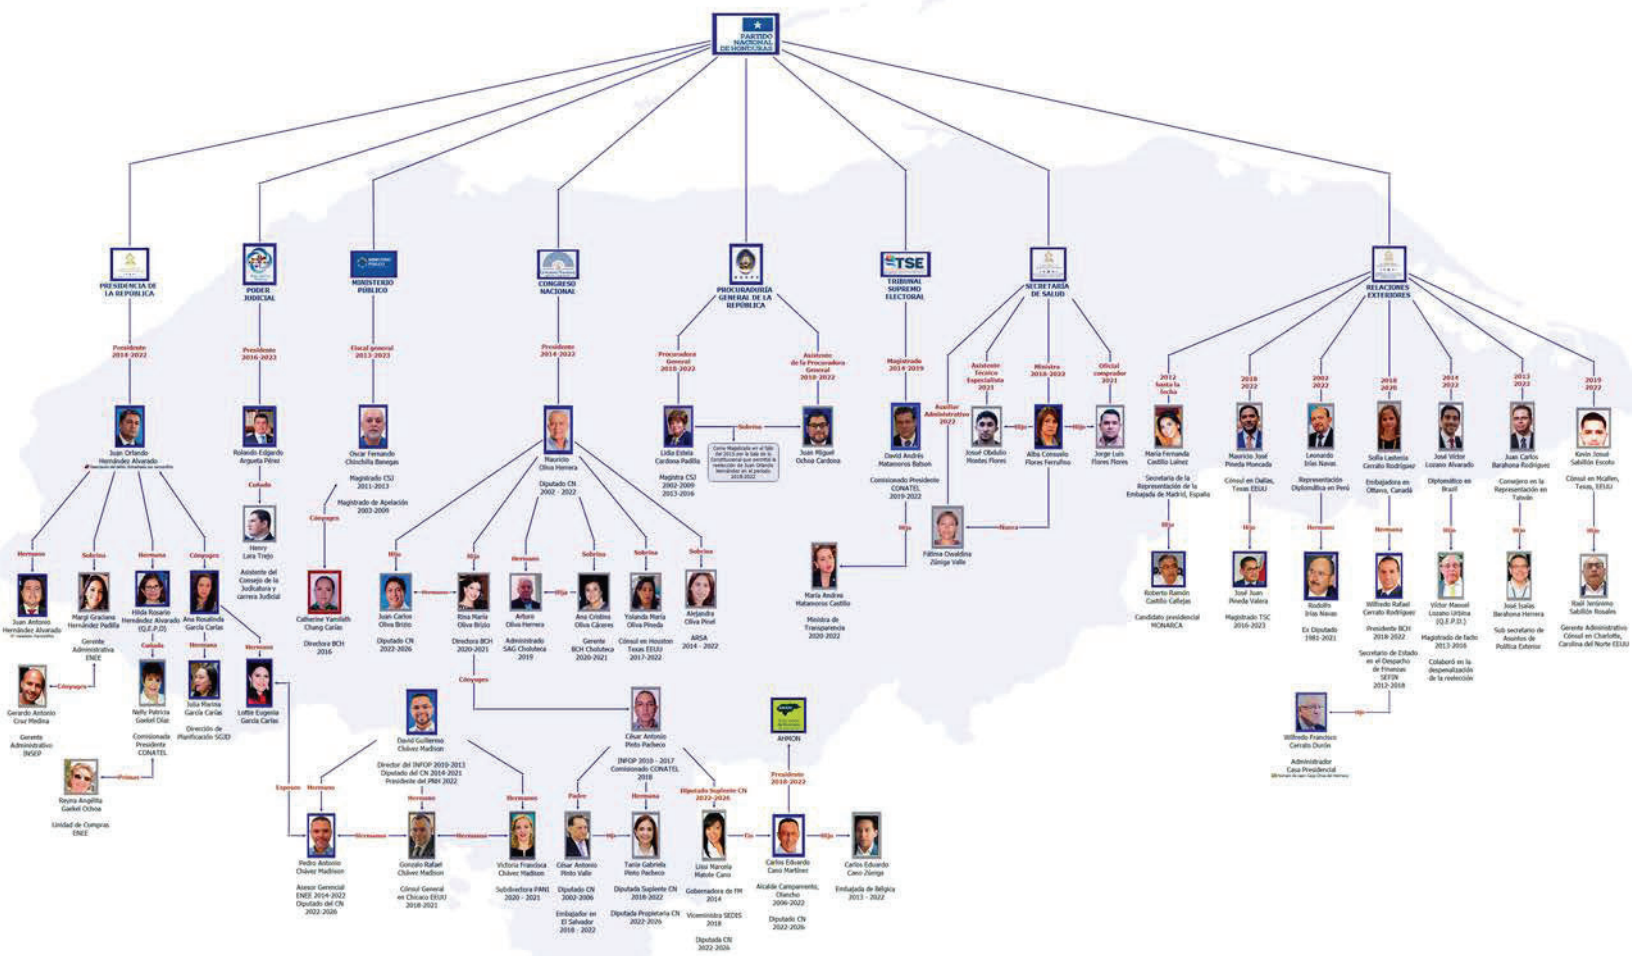 PARTIDO
NACIONAL
DE HONDURAS
PRESIDENCIA DE
LA REPÚBLICA
PODER
JUDICIAL
MINISTERIO
PÚBLICO
CONGRESO
NACIONAL
PROCURADURÍA
GENERAL DE LA
REPÚBLICA
TSE
TRIBUNAL
SUPREMO
ELECTORAL
SECRETARÍA
DE SALUD
RELACIONES
EXTERIORES
Presidente
2014-2022
Presidente
2016-2023
Fiscal general
2013-2023
Presidente
2014-2022
Procuradora
General
2018-2022
Asistente
de la Procuradora
General
2018-2022
Magistrado
2014-2019
Auxiliar
Administrativo
2022
Asistente
Técnico
Especialista
2021
Ministra
2018-2022
Oficial
comprador
2021
2012
hasta la
fecha
2018
2022
2002
2022
2018
2020
2014
2022
2013
2022
2019
2022
Juan Orlando
Hernández Alvarado
Rolando Edgardo
Argueta Pérez
Oscar Fernando
Chinchilla Banegas
Magistrado CSJ
2011-2013
Magistrado de Apelación
2003-2009
Mauricio
Oliva Herrera
Diputado CN
2002 - 2022
Lidia Estela
Cardona Padilla
Magistra CSJ
2002-2009
2013-2016
Sobrino
Juan Miguel
Ochoa Cardona
David Andrés
Matamoros Batson
Comisionado Presidente
CONATEL
2019-2022
Josué Obdulio
Flores
Hijo
Alba Consuelo
Flores Ferrufino
Hijo
Jorge Luis
Flores Flores
María Fernanda
Castillo Laínez
Secretaria de la
Representación de la
Embajada de Madrid, España
Mauricio José
Pineda Moncada
Cónsul en Dallas,
Texas EEUU
Leonardo
Irías Navas
Representación
Diplomática en Perú
Sofía Lastenia
Cerrato Rodríguez
Embajadora en
Ottawa, Canadá
José Víctor
Lozano Alvarado
Diplomático en
Brazil
Juan Carlos
Barahona Rodríguez
Consejero en la
Representación en
Taiwán
Kevin Josué
Sabillón Escoto
Cónsul en McAllen,
Texas, EEUU
Cuñado
Henry
Lara Trejo
Asistente del
Consejo de la
Judicatura y
carrera Judicial
Cónyuges
Catherine Yamileth
Chang Carías
Directora BCH
2016
Nuera
Fátima Oswaldina
Zúniga Valle
Hija
María Andrea
Matamoros Castillo
Ministra de
Transparencia
2020-2022
Hermano
Sobrina
Hermana
Cónyuges
Juan Antonio
Hernández Alvarado
Margi Graciana
Hernández Padilla
Gerente
Administrativa
ENEE
Hilda Rosario
Hernández Alvarado
(Q.E.P.D)
Ana Rosalinda
García Carías
Hijo
Hija
Hermano
Sobrina
Sobrina
Sobrina
Juan Carlos
Oliva Brizio
Diputado CN
2022-2026
Hermano
Rina María
Oliva Brizio
Directora BCH
2020-2021
Arturo
Oliva Herrera
Administrado
SAG Choluteca
2019
Hija
Ana Cristina
Oliva Cáceres
Gerente
BCH Choluteca
2020-2021
Yolanda María
Oliva Pineda
Cónsul en Houston
Texas EEUU
2017-2022
Alejandra
Oliva Pinel
ARSA
2014 - 2022
Hija
Roberto Ramón
Castillo Callejas
Candidato presidencial
MONARCA
Hijo
José Juan
Pineda Varela
Magistrado TSC
2016-2023
Hermano
Rodolfo
Irías Navas
Ex Diputado
1981-2021
Hermana
Wilfredo Rafael
Cerrato Rodríguez
Presidente BCH
2018-2022
Secretario de Estado
en el Despacho
de Finanzas
SEFIN
2012-2018
Hijo
Víctor Manuel
Lozano Urbina
(Q.E.P.D.)
Magistrado de facto
2013-2016
Colaboró en la
despenalización
de la reelección
Hijo
José Isaías
Barahona Herrera
Sub secretario de
Asuntos de
Política Exterior
Hijo
Raúl Jerónimo
Sabillón Rosales
Gerente Administrativo
Cónsul en Charlotte,
Carolina del Norte EEUU
Cónyuges
Gerardo Antonio
Cruz Medina
Gerente
Administrativo
INSEP
Cuñada
Nelly Patricia
Gaekel Días
Comisionada
Presidente
CONATEL
Hermana
Julia Marina
García Carías
Dirección de
Planificación SGJD
Hermana
Lottie Eugenia
García Carías
Primas
Reyna Angélita
Gaekel Ochoa
Unidad de Compras
ENEE
Cónyuges
David Guillermo
Chávez Madison
Director del INFOP 2010-2013
Diputado del CN 2014-2021
Presidente del PNH 2022
César Antonio
Pinto Pacheco
INFOP 2010 - 2017
Comisionado CONATEL
2018
AHMON
Presidente
2018-2022
Wilfredo Francisco
Cerrato Durón
Administrador
Casa Presidencial
Esposos
Hermano
Hermano
Hermanos
Padre
Hermana
Diputado Suplente CN
2022-2026
Pedro Antonio
Chávez Madison
Asesor Gerencial
ENEE 2014-2022
Diputado del CN
2022-2026
Hermanos
Gonzalo Rafael
Chávez Madison
Cónsul General
en Chicaco EEUU
2018-2021
Hermanos
Victoria Francisca
Chávez Madison
Subdirectora PANI
2020 - 2021
César Antonio
Pinto Valle
Diputado CN
2002-2006
Embajador en
El Salvador
2018 - 2022
Tania Gabriela
Pinto Pacheco
Diputada Suplente CN
2018-2022
Diputada Propietaria CN
2022-2026
Lissi Marcela
Matute Cano
Gobernadora de FM
2014
Viceministra SEDIS
2018
Diputada CN
2022-2026
Carlos Eduardo
Cano Martínez
Alcalde Campamento,
Olancho
2006-2022
Diputado CN
2022-2026
Hijo
Carlos Eduardo
Cano Zúniga
Embajada de Bélgica
2013 - 2022